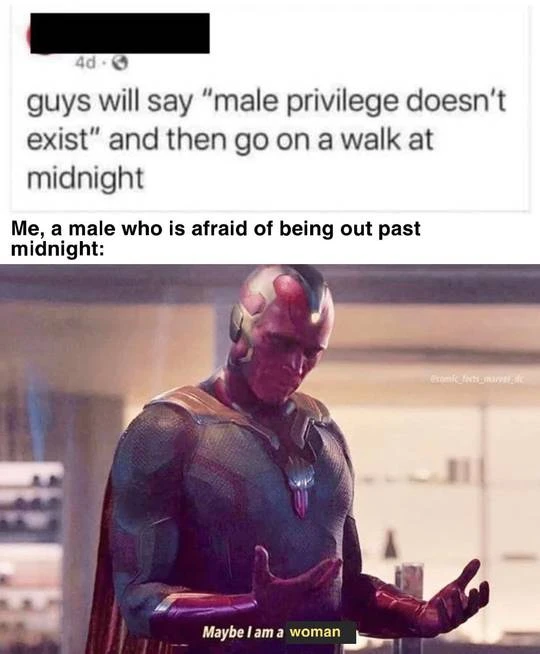 4d ·
guys will say "male privilege doesn't
exist" and then go on a walk at
midnight
Me, a male who is afraid of being out past
midnight:
@comic_facts_marvel_dc
Maybe I am a woman